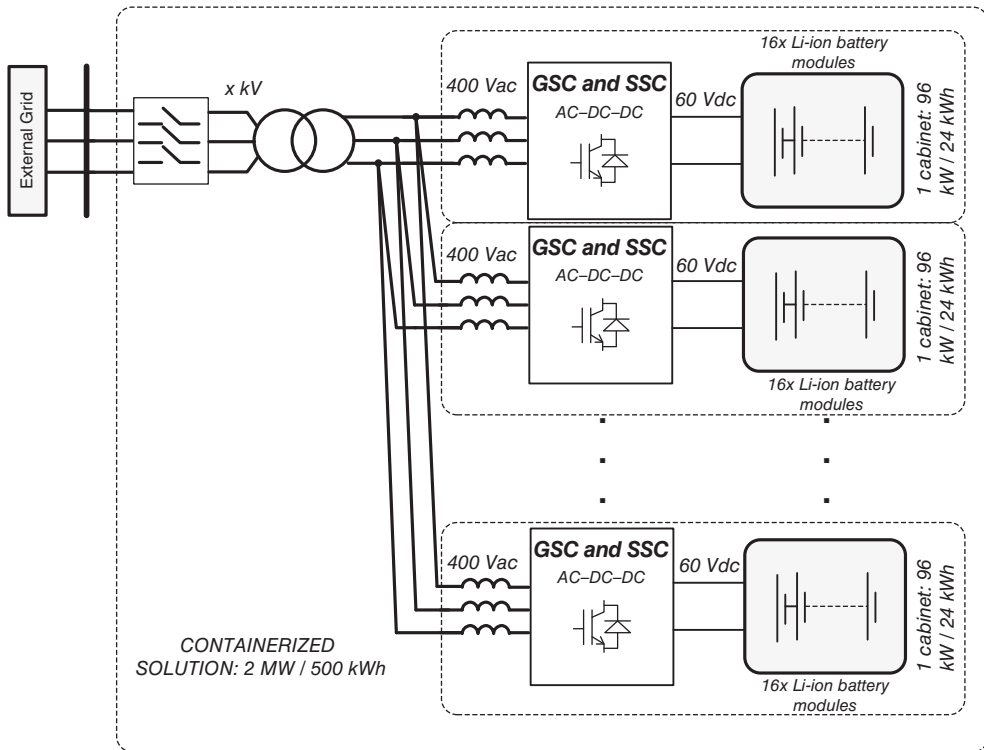 External Grid
x kV
400 Vac
GSC and SSC
AC–DC–DC
60 Vdc
16x Li-ion battery
modules
1 cabinet: 96
kW / 24 kWh
400 Vac
GSC and SSC
AC–DC–DC
60 Vdc
16x Li-ion battery
modules
1 cabinet: 96
kW / 24 kWh
400 Vac
GSC and SSC
AC–DC–DC
60 Vdc
16x Li-ion battery
modules
1 cabinet: 96
kW / 24 kWh
CONTAINERIZED
SOLUTION: 2 MW / 500 kWh